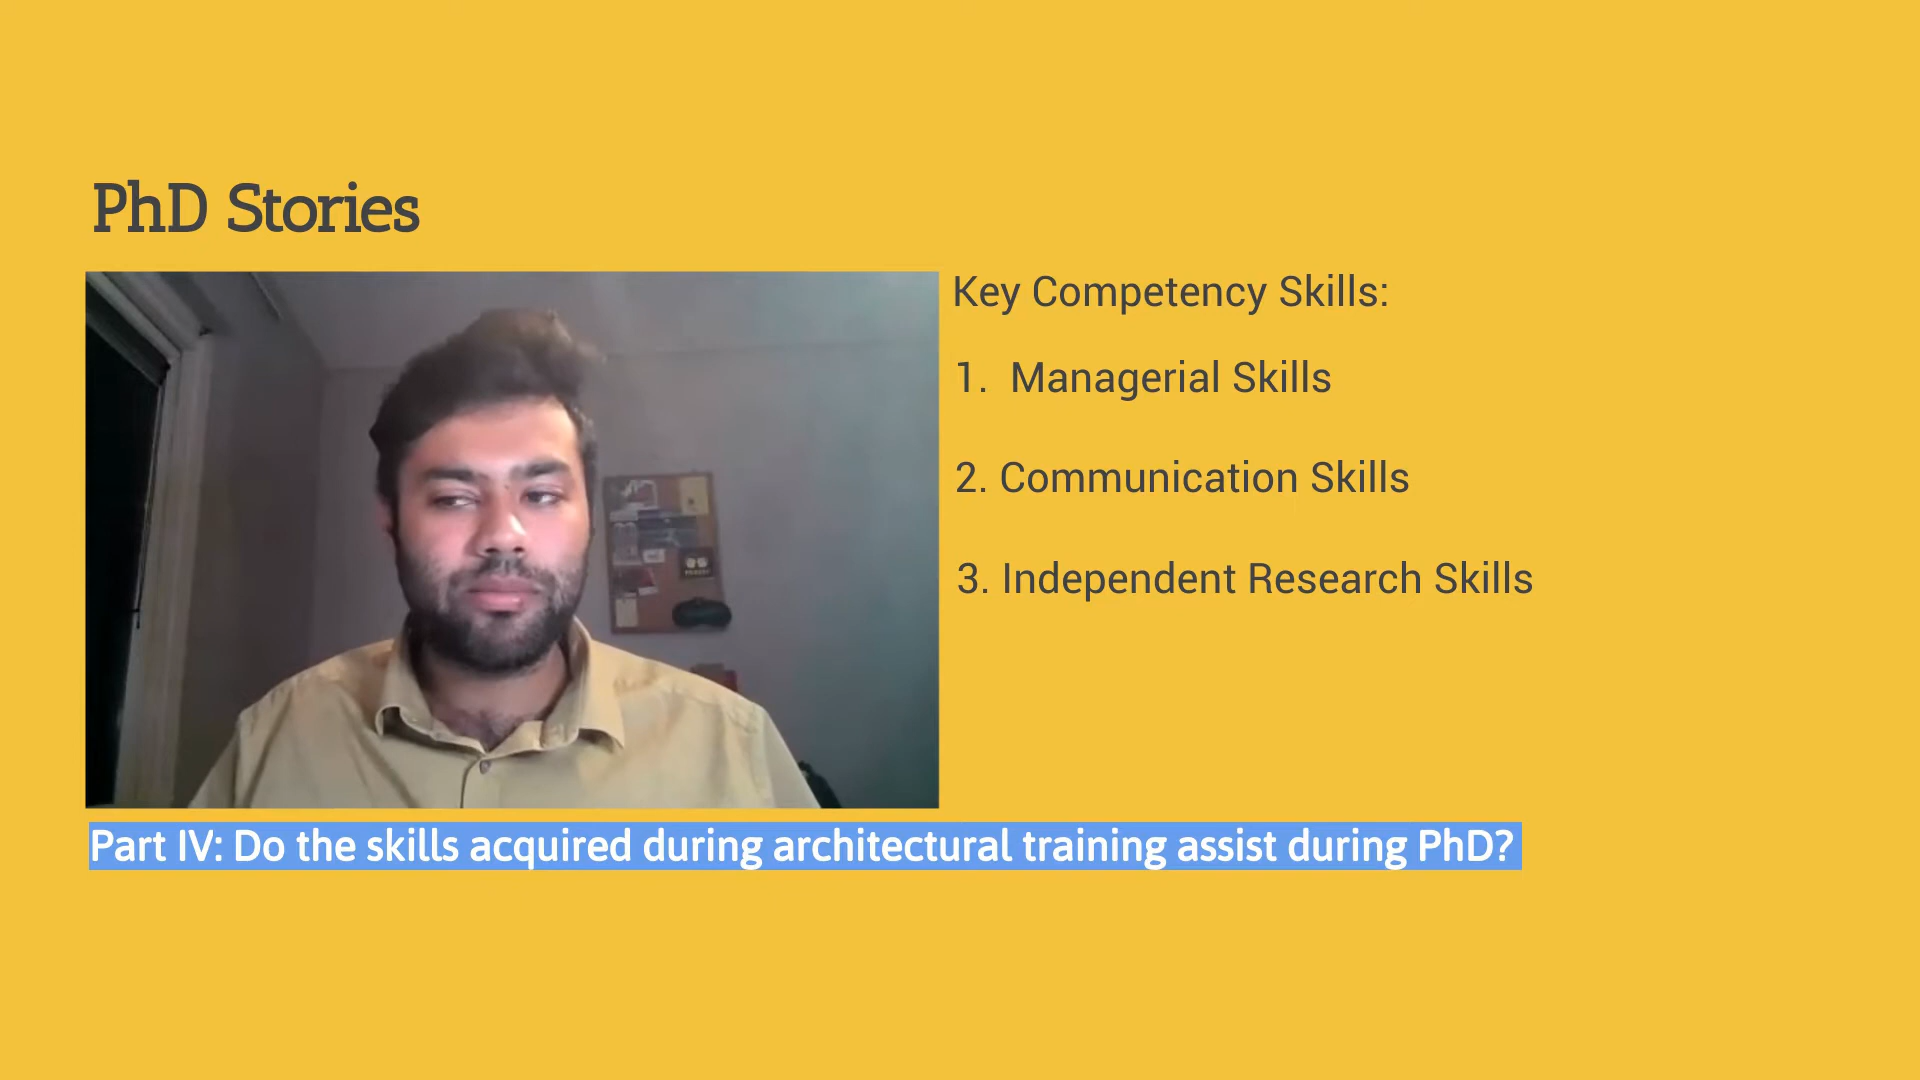 PhD Stories
Key Competency Skills:
1. Managerial Skills
2. Communication Skills
3. Independent Research Skills
Part IV: Do the skills acquired during architectural training assist during PhD?